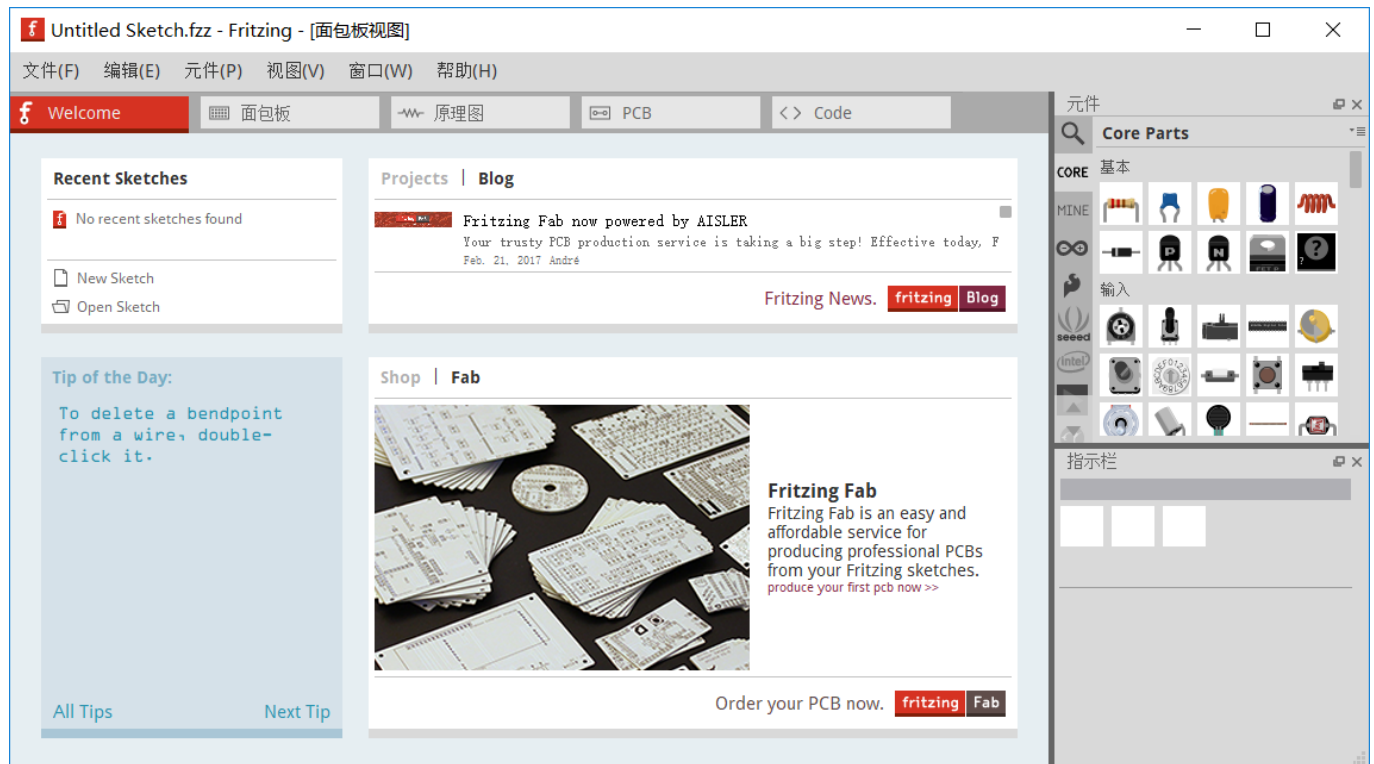 Untitled Sketch.fzz - Fritzing - [面包板视图]
文件(F) 编辑(E) 元件(P) 视图(V) 窗口(W) 帮助(H)
Welcome 面包板 原理图 PCB Code
Recent Sketches
No recent sketches found
New Sketch
Open Sketch
Projects | Blog
Fritzing Fab now powered by AISLER
Your trusty PCB production service is taking a big step! Effective today, F
Feb. 21, 2017 André
Fritzing News. fritzing Blog
Tip of the Day:
To delete a bendpoint
from a wire, double-
click it.
All Tips Next Tip
Shop | Fab
Fritzing Fab
Fritzing Fab is an easy and
affordable service for
producing professional PCBs
from your Fritzing sketches.
produce your first pcb now >>
Order your PCB now. fritzing Fab
元件
Core Parts
CORE
MINE
seeed
intel
基本
P
N
?
?
输入
指示栏